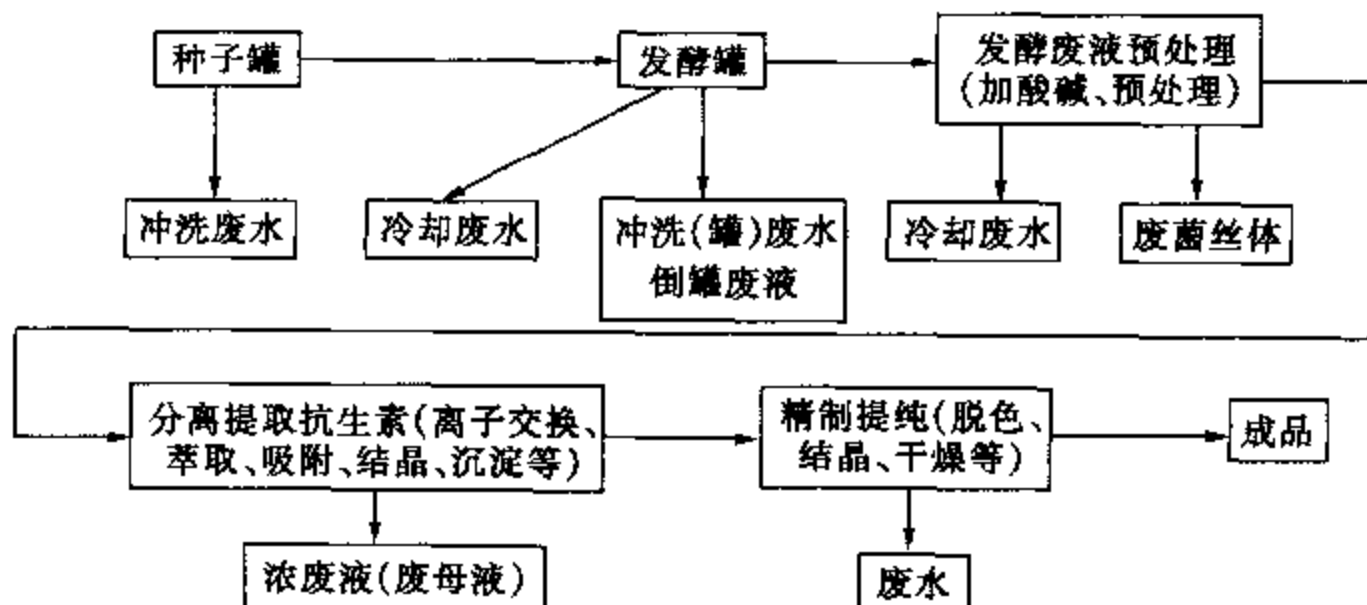 种子罐
发酵罐
发酵废液预处理
(加酸碱、预处理)
冲洗废水
冷却废水
冲洗(罐)废水
倒罐废液
冷却废水
废菌丝体
分离提取抗生素(离子交换、
萃取、吸附、结晶、沉淀等)
精制提纯(脱色、
结晶、干燥等)
成品
浓废液(废母液)
废水